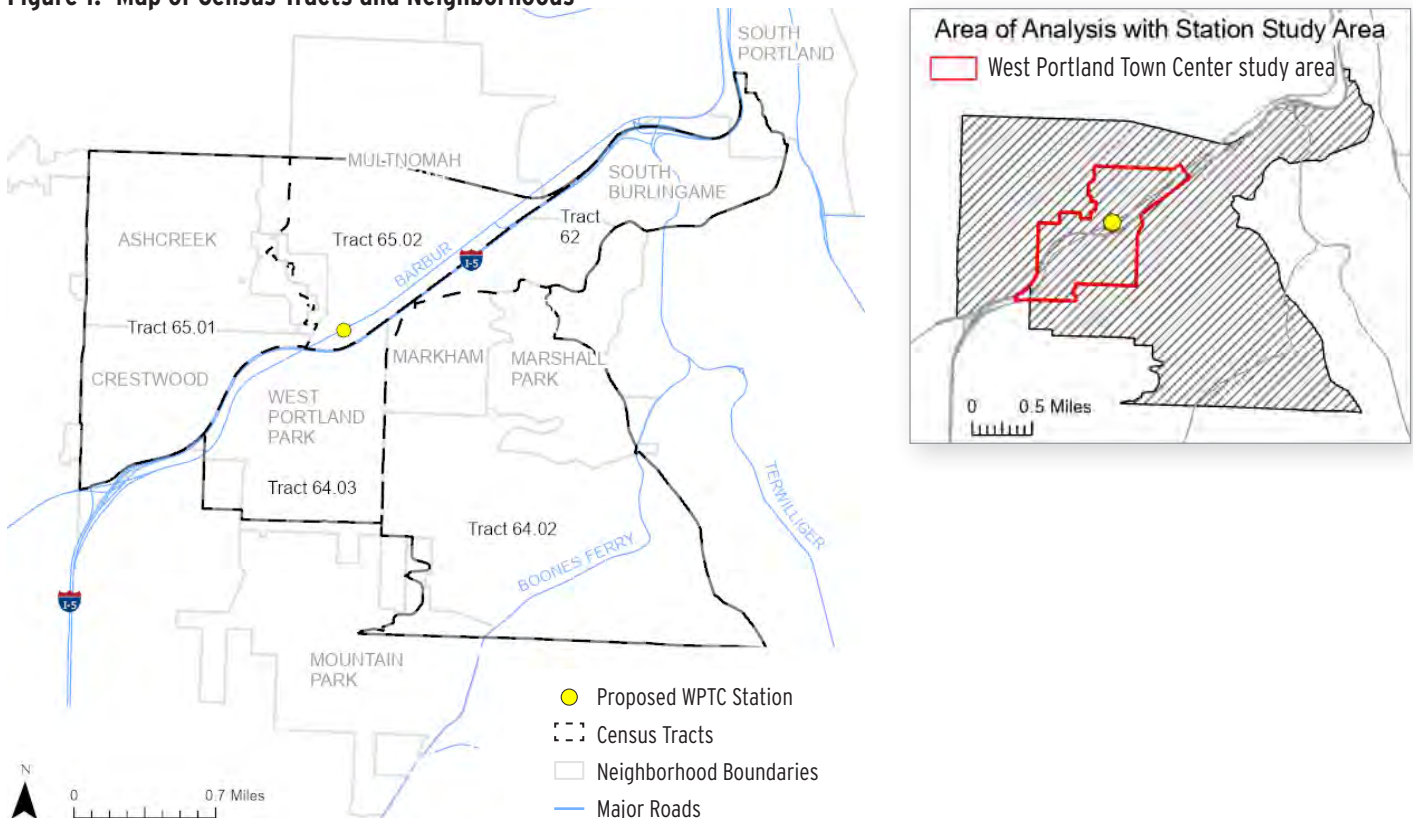 Figure 1: Map of Census Tracts and Neighborhoods
SOUTH
PORTLAND
MULTNOMAH
SOUTH
BURLINGAME
ASHCREEK
Tract 65.02
Tract
62
BARBUR
I-5
Tract 65.01
CRESTWOOD
MARKHAM
MARSHALL
PARK
WEST
PORTLAND
PARK
Tract 64.03
Tract 64.02
TERWILLIGER
BOONES FERRY
I-5
MOUNTAIN
PARK
Proposed WPTC Station
Census Tracts
Neighborhood Boundaries
Major Roads
N
0 0.7 Miles
Area of Analysis with Station Study Area
West Portland Town Center study area
0 0.5 Miles